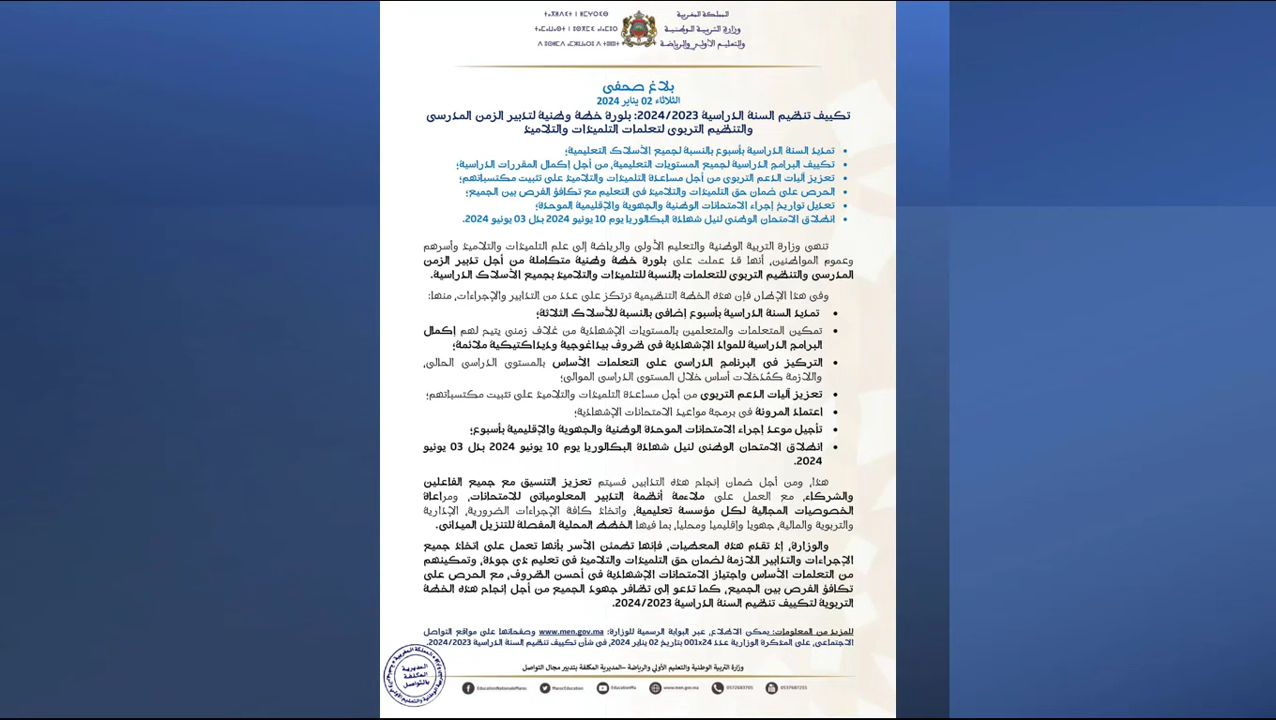 المملكة المغربية
وزارة التربية الوطنية
والتعليم الأولي والرياضة
ⵜⴰⴳⵍⴷⵉⵜ ⵏ ⵍⵎⵖⵔⵉⴱ
بلاغ صحفي
الثلاثاء 02 يناير 2024
تكييف تنظيم السنة الدراسية 2024/2023: بلورة خطة وطنية لتدبير الزمن المدرسي
والتنظيم التربوي لتعلمات التلميذات والتلاميذ
• تمديد السنة الدراسية بأسبوع بالنسبة لجميع الأسلاك التعليمية؛
• تكييف البرامج الدراسية لجميع المستويات التعليمية، من أجل إكمال المقررات الدراسية؛
• تعزيز آليات الدعم التربوي من أجل مساعدة التلميذات والتلاميذ على تثبيت مكتسباتهم؛
• الحرص على ضمان حق التلميذات والتلاميذ في التعليم مع تكافؤ الفرص بين الجميع؛
• تعديل تواريخ إجراء الامتحانات الوطنية والجهوية والإقليمية الموحدة؛
• انطلاق الامتحان الوطني لنيل شهادة البكالوريا يوم 10 يونيو 2024 بدل 03 يونيو 2024.
تنهي وزارة التربية الوطنية والتعليم الأولي والرياضة إلى علم التلميذات والتلاميذ وأسرهم
وعموم المواطنين، أنها قد عملت على بلورة خطة وطنية متكاملة من أجل تدبير الزمن
المدرسي والتنظيم التربوي للتعلمات بالنسبة للتلميذات والتلاميذ بجميع الأسلاك الدراسية.
وفي هذا الإطار، فإن هذه الخطة التنظيمية ترتكز على عدد من التدابير والإجراءات، منها:
• تمديد السنة الدراسية بأسبوع إضافي بالنسبة للأسلاك الثلاثة؛
• تمكين المتعلمات والمتعلمين بالمستويات الإشهادية من غلاف زمني يتيح لهم إكمال
البرامج الدراسية للمواد الإشهادية في ظروف بيداغوجية وديداكتيكية ملائمة؛
• التركيز في البرنامج الدراسي على التعلمات الأساس بالمستوى الدراسي الحالي،
واللازمة كمُدخلات أساس خلال المستوى الدراسي الموالي؛
• تعزيز آليات الدعم التربوي من أجل مساعدة التلميذات والتلاميذ على تثبيت مكتسباتهم؛
• اعتماد المرونة في برمجة مواعيد الامتحانات الإشهادية؛
• تأجيل موعد إجراء الامتحانات الموحدة الوطنية والجهوية والإقليمية بأسبوع؛
• انطلاق الامتحان الوطني لنيل شهادة البكالوريا يوم 10 يونيو 2024 بدل 03 يونيو
2024.
هذا، ومن أجل ضمان إنجاح هذه التدابير، فسيتم تعزيز التنسيق مع جميع الفاعلين
والشركاء، مع العمل على ملاءمة أنظمة التدبير المعلوماتي للامتحانات، ومراعاة
الخصوصيات المجالية لكل مؤسسة تعليمية، واتخاذ كافة الإجراءات الضرورية، الإدارية
والتربوية والمالية، جهويا وإقليميا ومحليا، بما فيها الخطط المحلية المفصلة للتنزيل الميداني.
والوزارة، إذ تقدم هذه المعطيات، فإنها تطمئن الأسر بأنها تعمل على اتخاذ جميع
الإجراءات والتدابير اللازمة لضمان حق التلميذات والتلاميذ في تعليم ذي جودة، وتمكينهم
من التعلمات الأساس واجتياز الامتحانات الإشهادية في أحسن الظروف، مع الحرص على
تكافؤ الفرص بين الجميع، كما تدعو إلى تظافر جهود الجميع من أجل إنجاح هذه الخطة
التربوية لتكييف تنظيم السنة الدراسية 2024/2023.
للمزيد من المعلومات: يمكن الاطلاع، عبر البوابة الرسمية للوزارة: www.men.gov.ma وصفحاتها على مواقع التواصل
الاجتماعي، على المذكرة الوزارية عدد 001x24 بتاريخ 02 يناير 2024، في شأن تكييف تنظيم السنة الدراسية 2024/2023.
وزارة التربية الوطنية والتعليم الأولي والرياضة –المديرية المكلفة بتدبير مجال التواصل
EducationNationaleMaroc MarocEducation EducationMa www.men.gov.ma 0572683705 0537687255
المديرية
المكلفة
بالتواصل